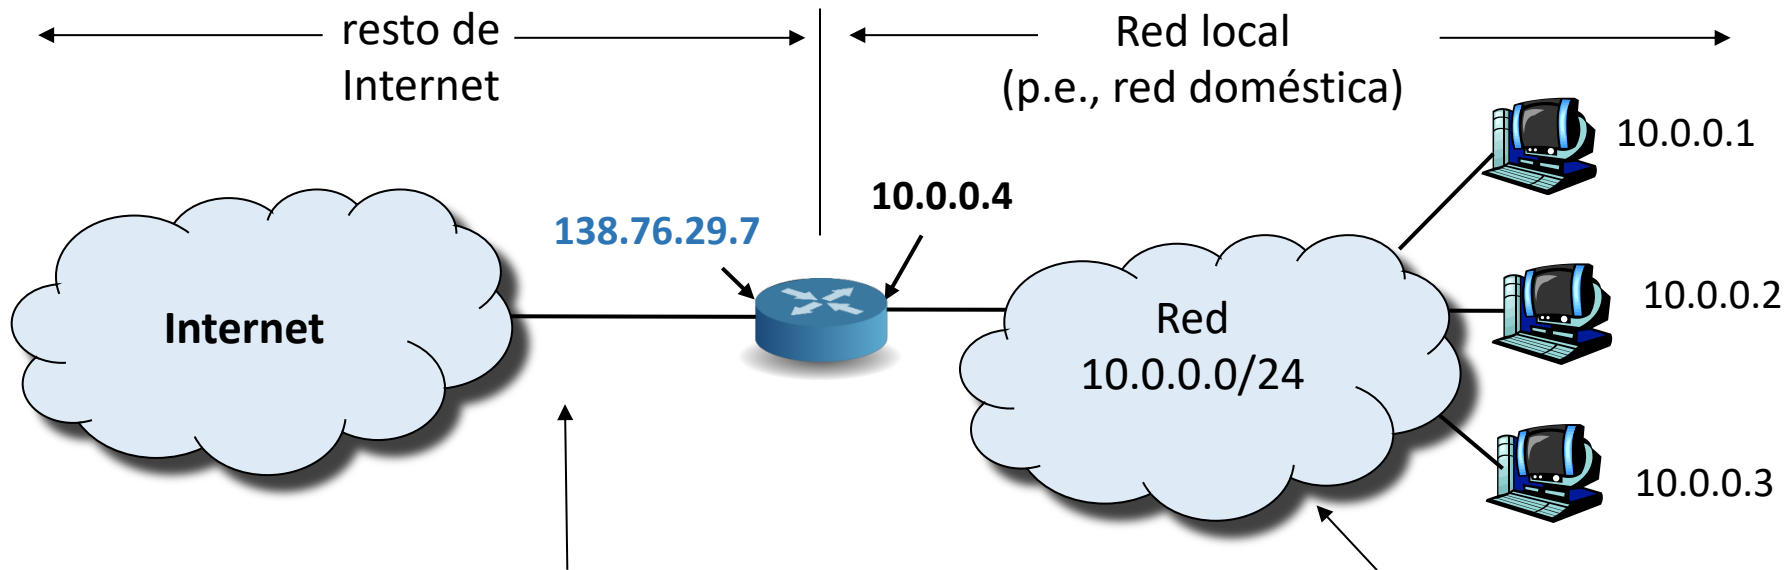 resto de
Internet
Red local
(p.e., red doméstica)
10.0.0.1
10.0.0.4
138.76.29.7
10.0.0.2
Internet
Red
10.0.0.0/24
10.0.0.3